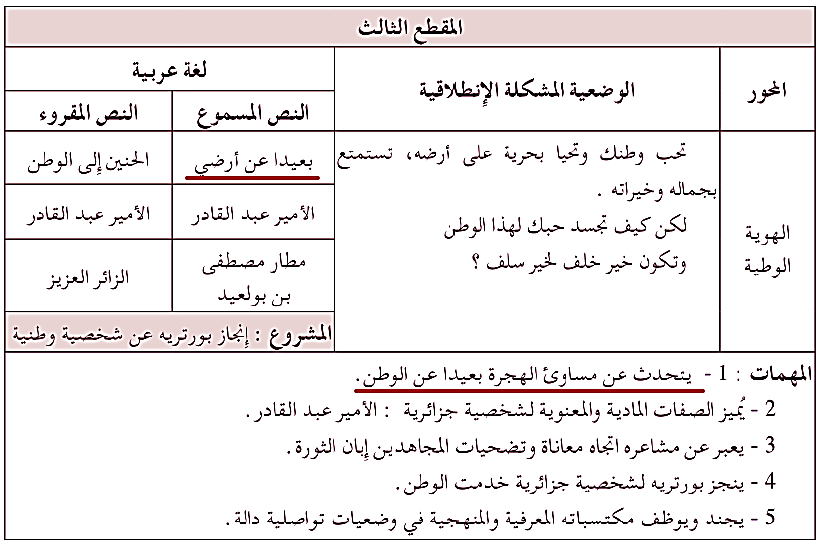 المقطع الثالث
المحور
الوضعية المشكلة الإنطلاقية
لغة عربية
النص المسموع
النص المقروء
الهوية
الوطية
تحب وطنك وتحيا بحرية على أرضه، تستمتع
بجماله وخيراته .
لكن كيف تجسد حبك لهذا الوطن
وتكون خير خلف لخير سلف ؟
بعيدا عن أرضي
الحنين إلى الوطن
الأمير عبد القادر
الأمير عبد القادر
مطار مصطفى
بن بولعيد
الزائر العزيز
المشروع : إنجاز بورتريه عن شخصية وطنية
المهمات : 1 - يتحدث عن مساوئ الهجرة بعيدا عن الوطن.
2 - يُميز الصفات المادية والمعنوية لشخصية جزائرية : الأمير عبد القادر.
3 - يعبر عن مشاعره اتجاه معاناة وتضحيات المجاهدين إبان الثورة.
4 - ينجز بورتريه لشخصية جزائرية خدمت الوطن.
5 - يجند ويوظف مكتسباته المعرفية والمنهجية في وضعيات تواصلية دالة.